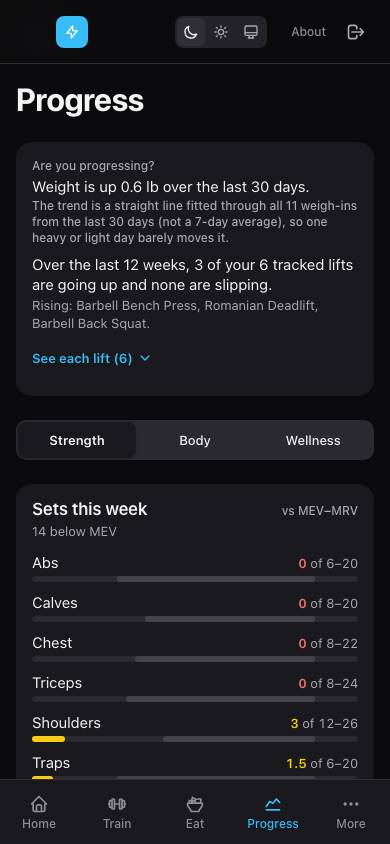 About
Progress
Are you progressing?
Weight is up 0.6 lb over the last 30 days.
The trend is a straight line fitted through all 11 weigh-ins
from the last 30 days (not a 7-day average), so one
heavy or light day barely moves it.
Over the last 12 weeks, 3 of your 6 tracked lifts
are going up and none are slipping.
Rising: Barbell Bench Press, Romanian Deadlift,
Barbell Back Squat.
See each lift (6)
Strength Body Wellness
Sets this week vs MEV–MRV
14 below MEV
Abs 0 of 6–20
Calves 0 of 8–20
Chest 0 of 8–22
Triceps 0 of 8–24
Shoulders 3 of 12–26
Traps 1.5 of 6–20
Home Train Eat Progress More